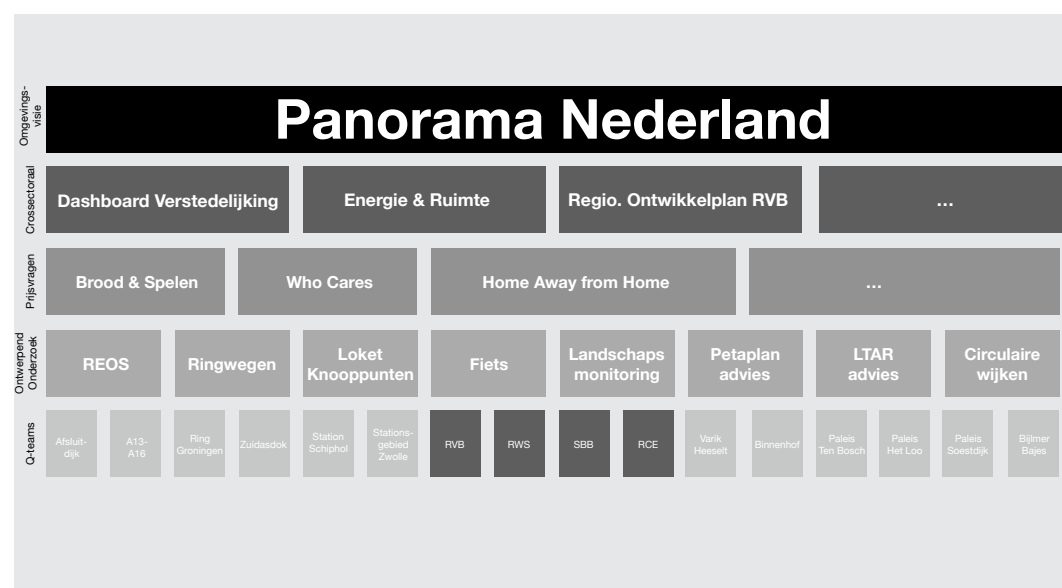 Omgevings-
visie
Panorama Nederland
Crossectoraal
Dashboard Verstedelijking
Energie & Ruimte
Regio. Ontwikkelplan RVB
...
Prijsvragen
Brood & Spelen
Who Cares
Home Away from Home
...
Ontwerpend
Onderzoek
REOS
Ringwegen
Loket
Knooppunten
Fiets
Landschaps
monitoring
Petaplan
advies
LTAR
advies
Circulaire
wijken
Q-teams
Afsluit-
dijk
A13-
A16
Ring
Groningen
Zuidasdok
Station
Schiphol
Stations-
gebied
Zwolle
RVB
RWS
SBB
RCE
Varik
Heeselt
Binnenhof
Paleis
Ten Bosch
Paleis
Het Loo
Paleis
Soestdijk
Bijlmer
Bajes